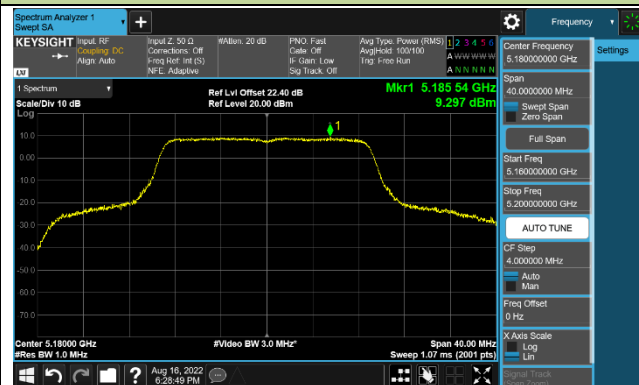 Spectrum Analyzer 1
Swept SA
Frequency
KEYSIGHT
Input: RF
Coupling: DC
Align: Auto
Input Z: 50 Ω
Corrections: Off
Freq Ref: Int (S)
NFE: Adaptive
#Atten: 20 dB
PNO: Fast
Gate: Off
IF Gain: Low
Sig Track: Off
Avg Type: Power (RMS)
Avg|Hold: 100/100
Trig: Free Run
1 2 3 4 5 6
A W W W W W
A N N N N N
LXI
1 Spectrum
Scale/Div 10 dB
Log
Ref Lvl Offset 22.40 dB
Ref Level 20.00 dBm
Mkr1 5.185 54 GHz
9.297 dBm
1
10.0
0.00
-10.0
-20.0
-30.0
-40.0
-50.0
-60.0
-70.0
Center 5.18000 GHz
#Res BW 1.0 MHz
#Video BW 3.0 MHz*
Span 40.00 MHz
Sweep 1.07 ms (2001 pts)
Center Frequency
5.180000000 GHz
Settings
Span
40.0000000 MHz
Swept Span
Zero Span
Full Span
Start Freq
5.160000000 GHz
Stop Freq
5.200000000 GHz
AUTO TUNE
CF Step
4.000000 MHz
Auto
Man
Freq Offset
0 Hz
X Axis Scale
Log
Lin
Signal Track
(Span Zoom)
Aug 16, 2022
6:28:49 PM